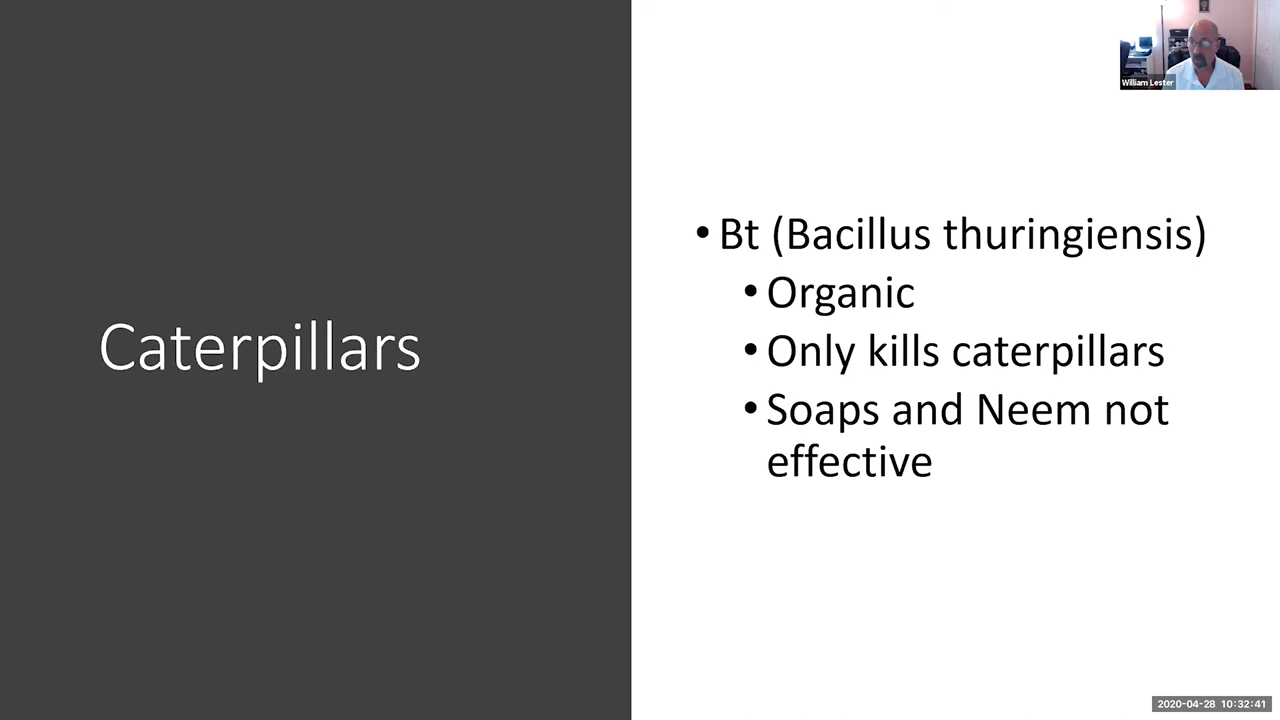 William Lester
Caterpillars
• Bt (Bacillus thuringiensis)
• Organic
• Only kills caterpillars
• Soaps and Neem not
effective
2020-04-28 10:32:41